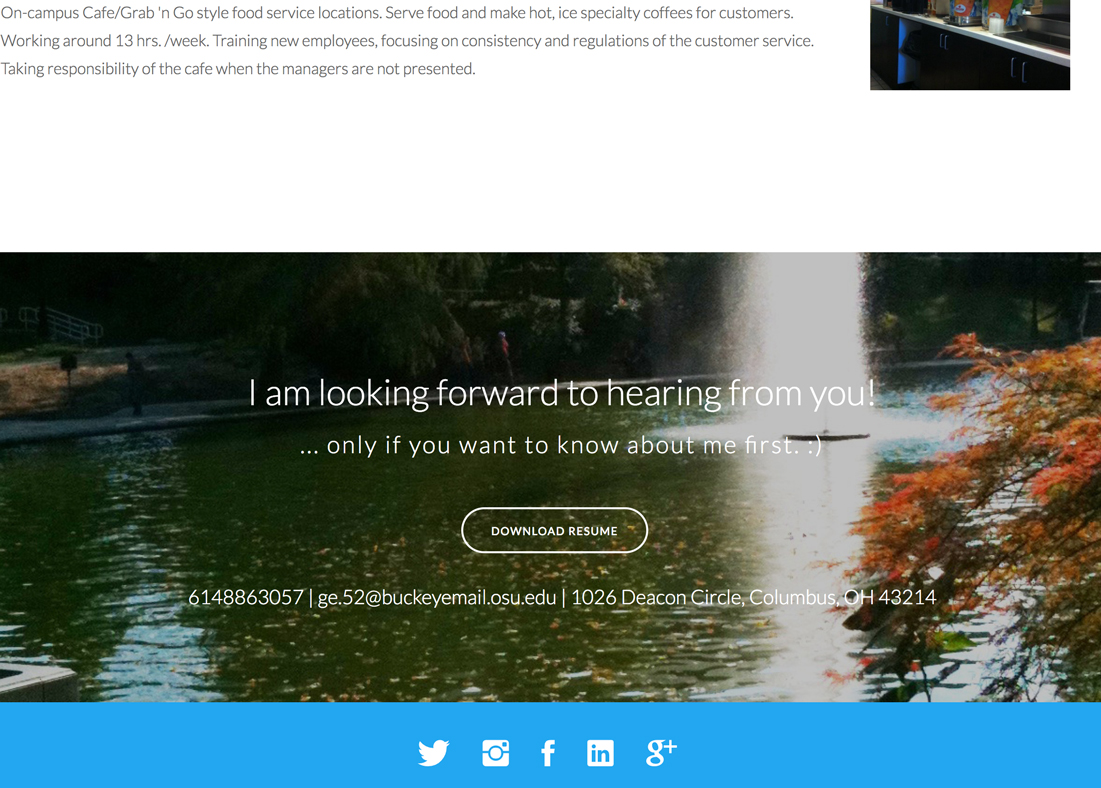 On-campus Cafe/Grab 'n Go style food service locations. Serve food and make hot, ice specialty coffees for customers.
Working around 13 hrs. /week. Training new employees, focusing on consistency and regulations of the customer service.
Taking responsibility of the cafe when the managers are not presented.
I am looking forward to hearing from you!
... only if you want to know about me first. :)
DOWNLOAD RESUME
6148863057 | ge.52@buckeyemail.osu.edu | 1026 Deacon Circle, Columbus, OH 43214